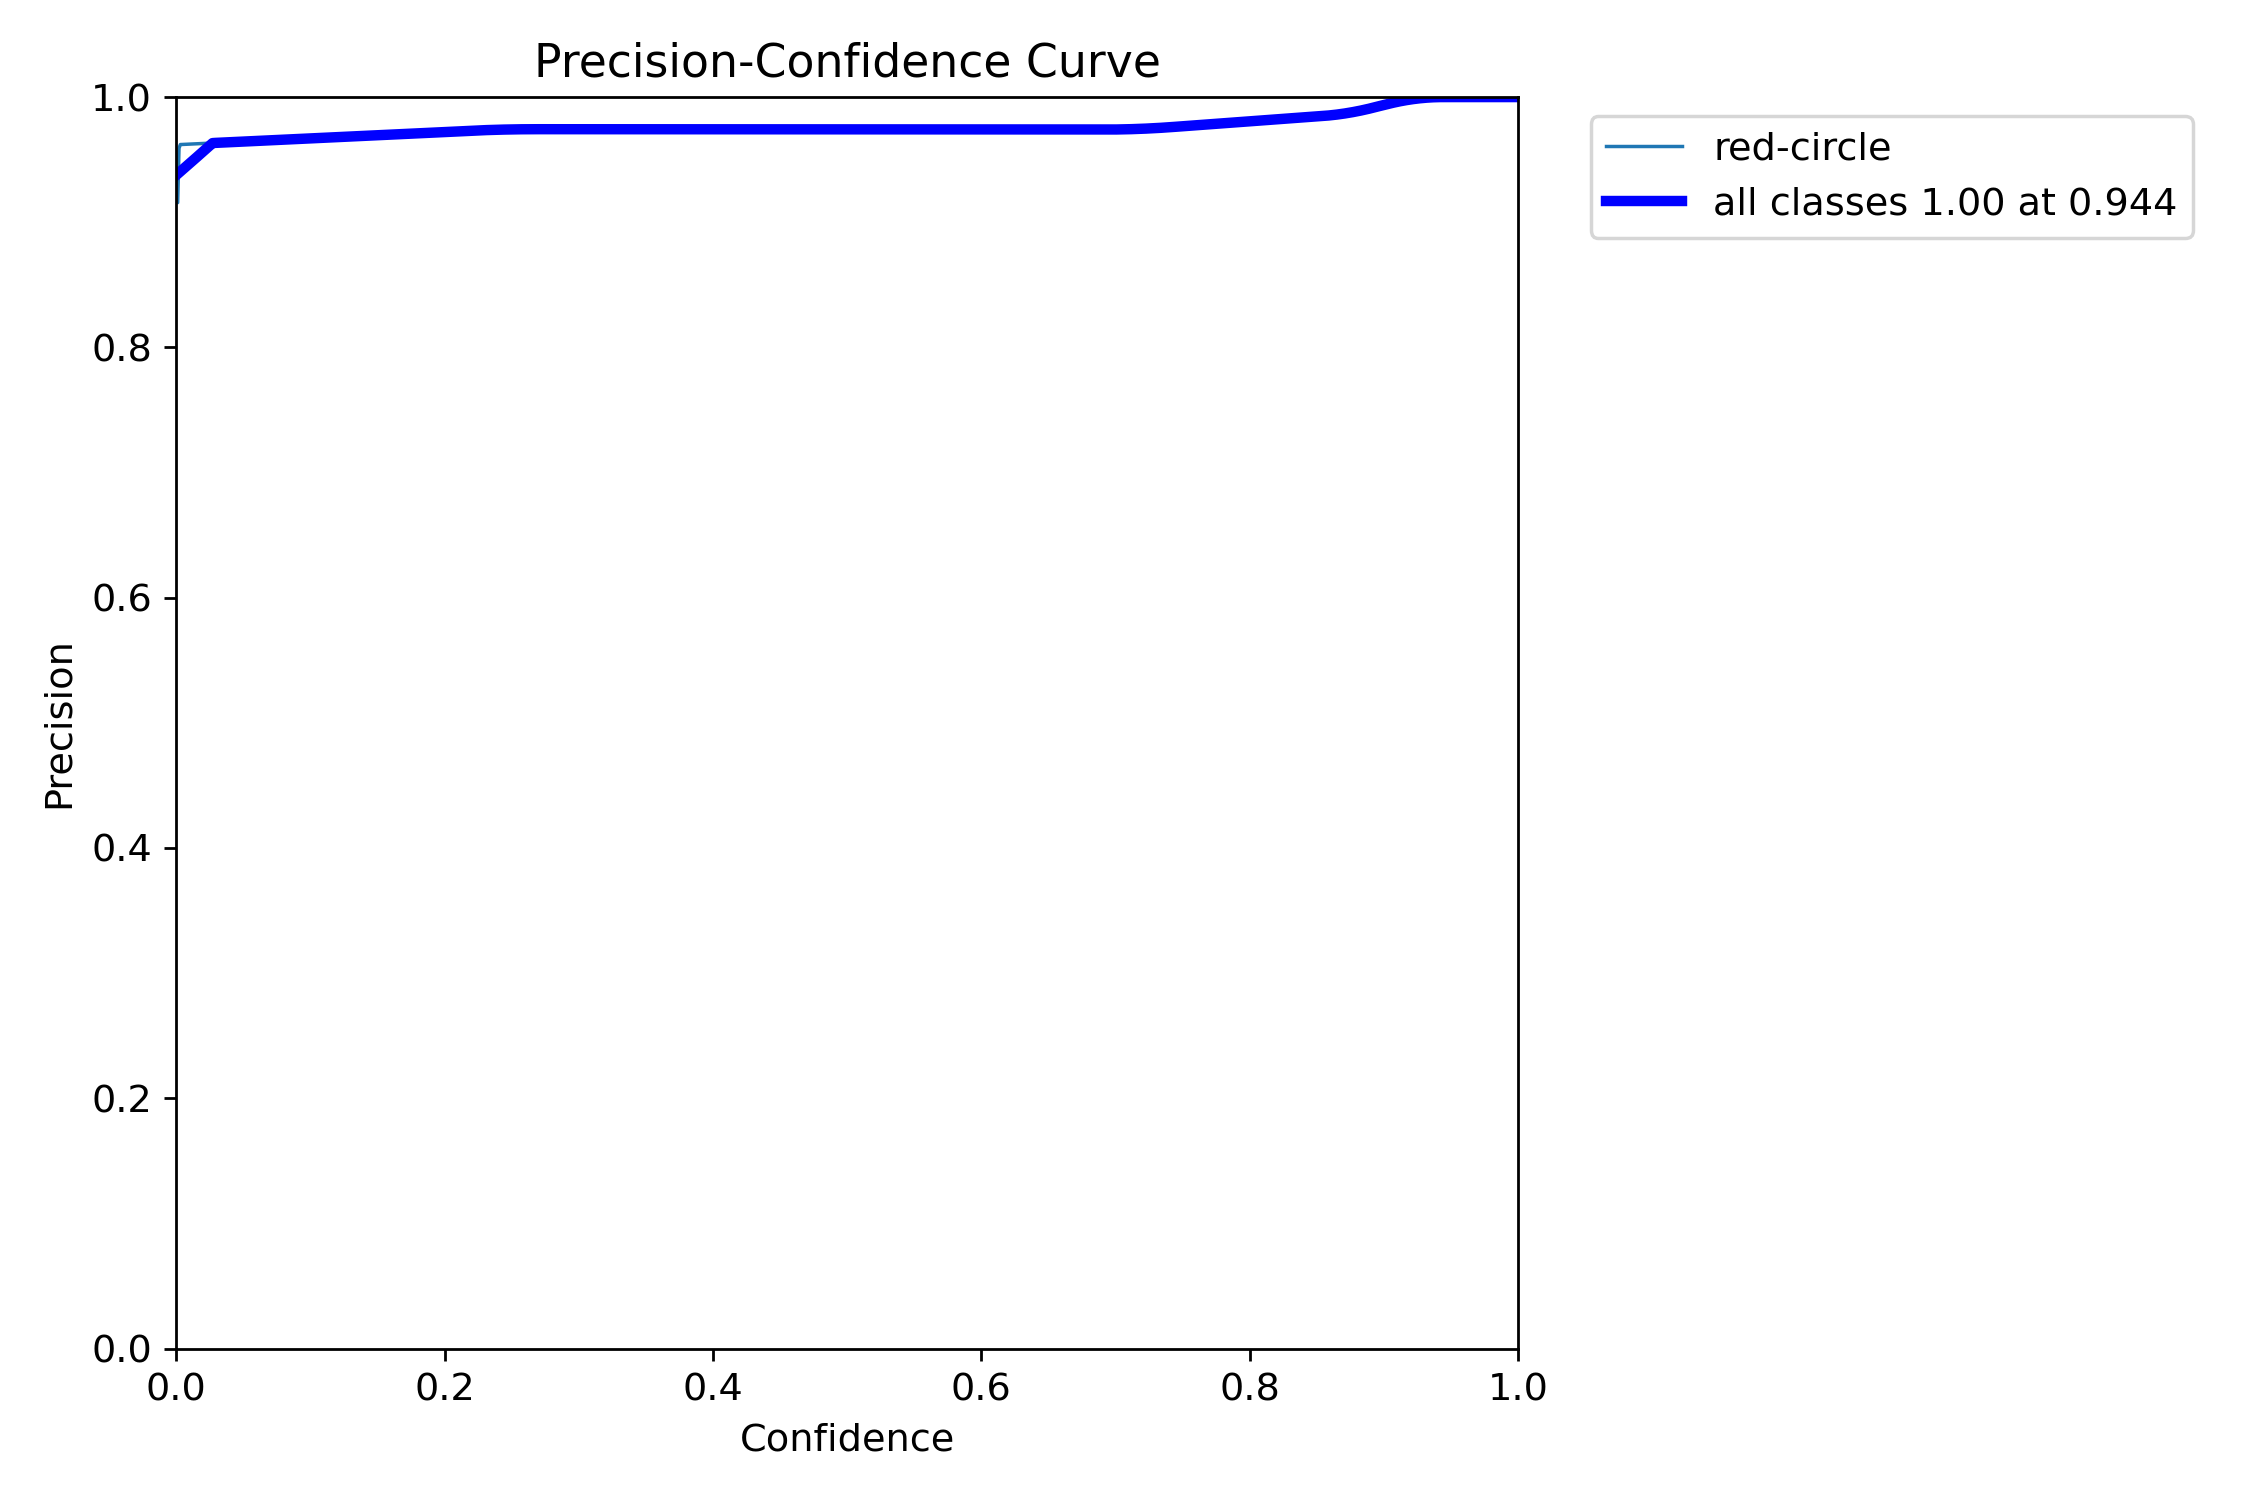 Precision-Confidence Curve
1.0
0.8
0.6
0.4
0.2
0.0
Precision
0.0 0.2 0.4 0.6 0.8 1.0
Confidence
red-circle
all classes 1.00 at 0.944